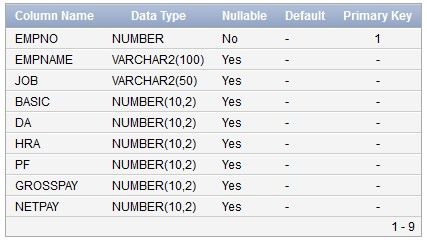 Column Name Data Type Nullable Default Primary Key
EMPNO NUMBER No - 1
EMPNAME VARCHAR2(100) Yes - -
JOB VARCHAR2(50) Yes - -
BASIC NUMBER(10,2) Yes - -
DA NUMBER(10,2) Yes - -
HRA NUMBER(10,2) Yes - -
PF NUMBER(10,2) Yes - -
GROSSPAY NUMBER(10,2) Yes - -
NETPAY NUMBER(10,2) Yes - -
1 - 9